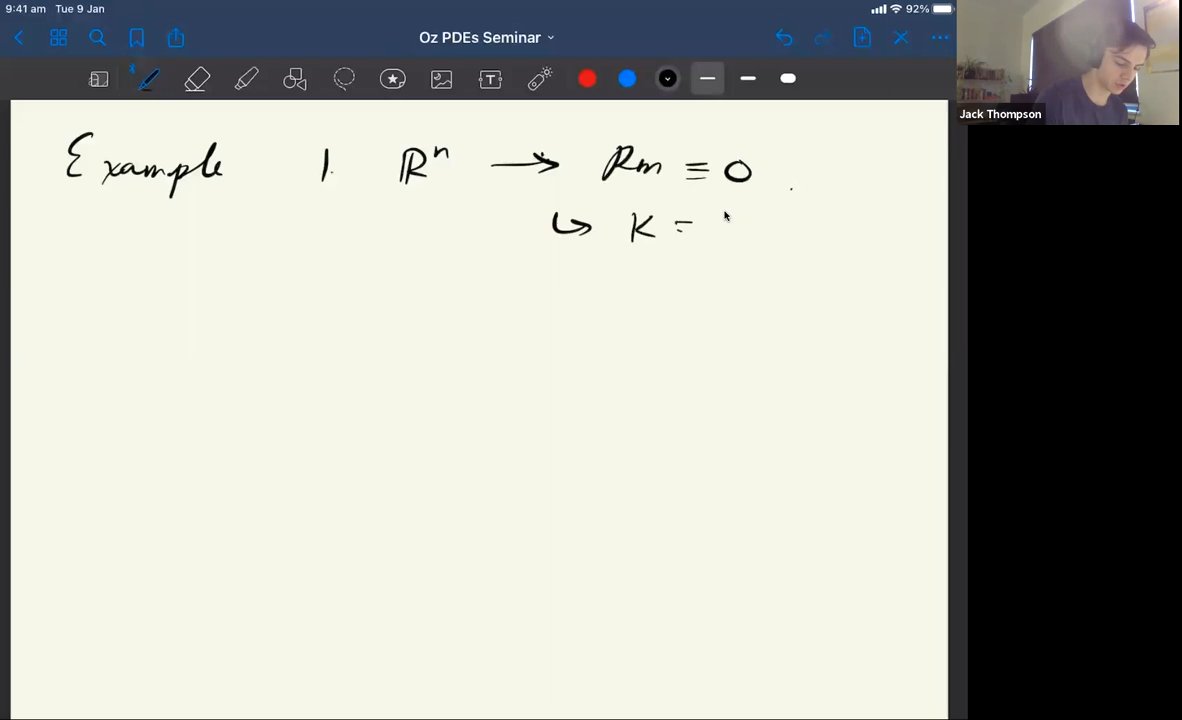 9:41 am Tue 9 Jan
92%
Oz PDEs Seminar
T
Jack Thompson
Example 1. ℝⁿ → Rm ≡ 0.
↳ K =